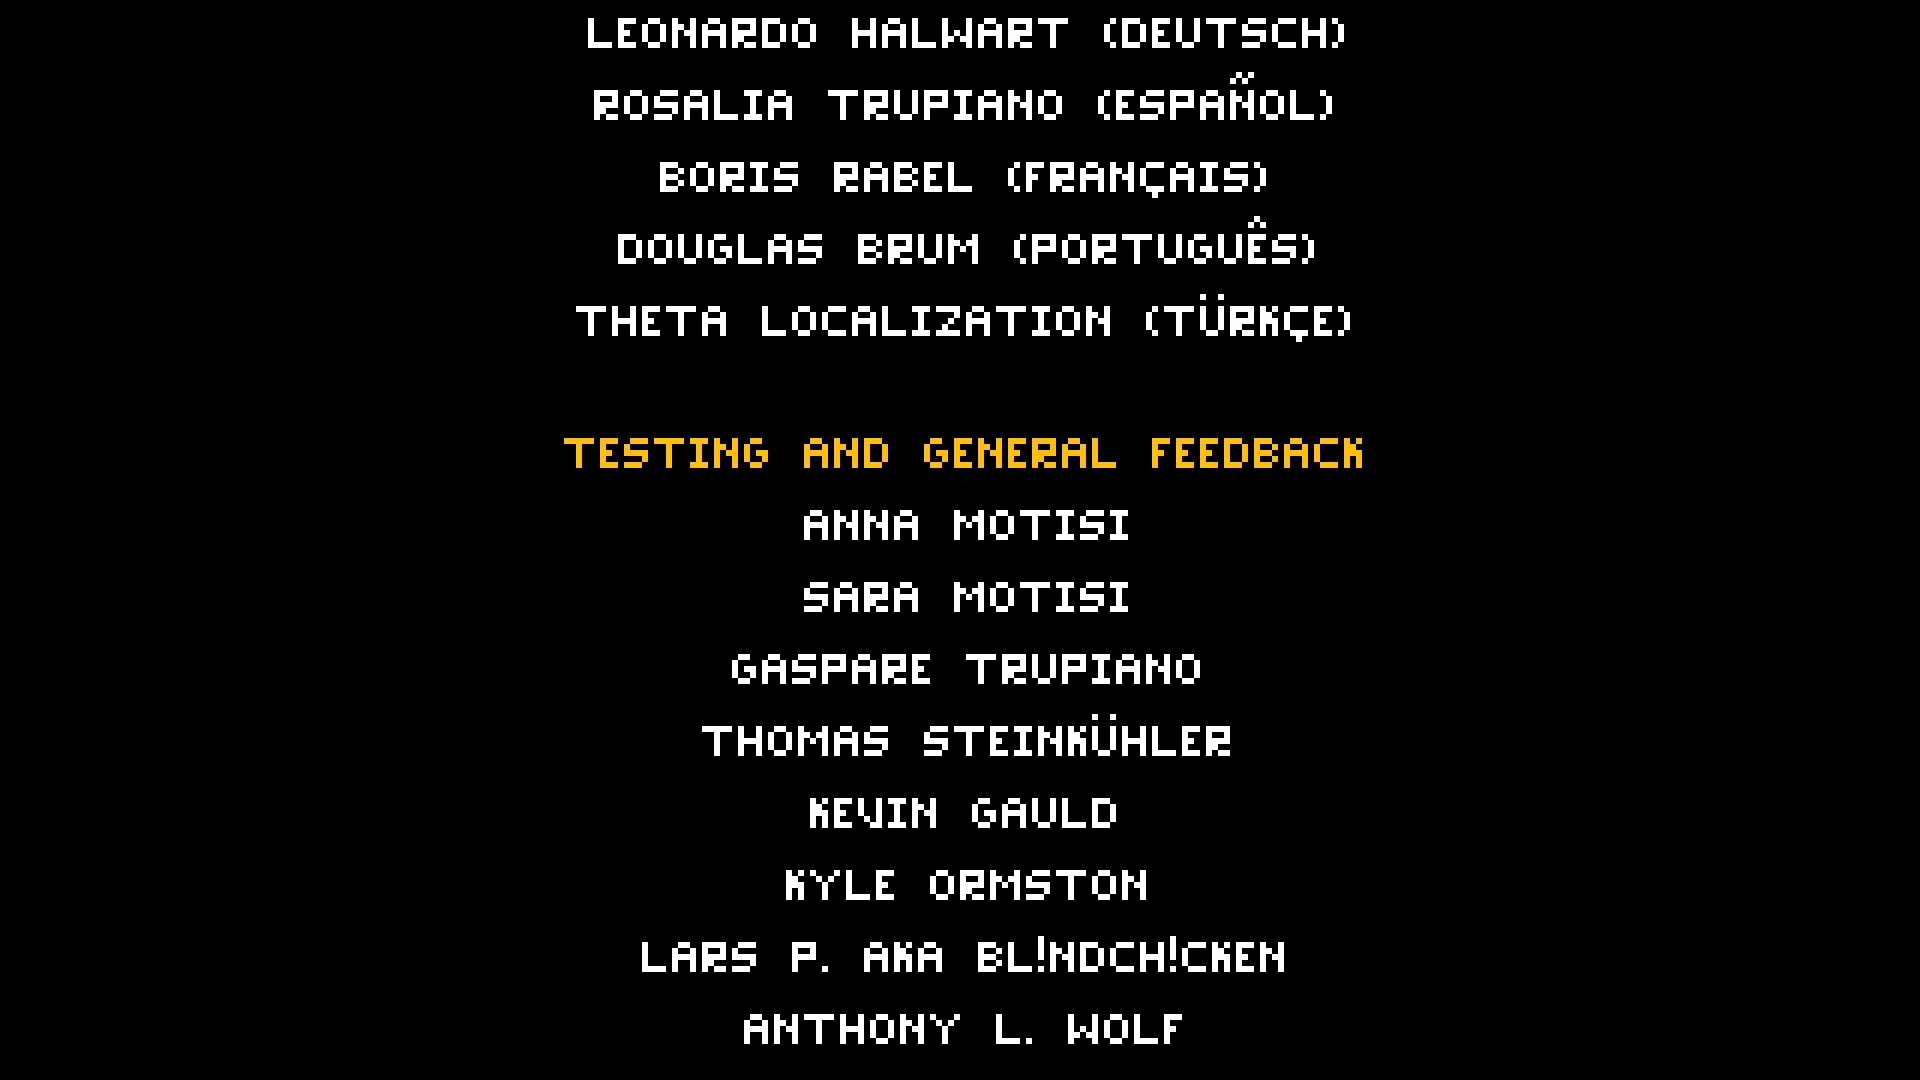 LEONARDO HALWART (DEUTSCH)
ROSALIA TRUPIANO (ESPAÑOL)
BORIS RABEL (FRANÇAIS)
DOUGLAS BRUM (PORTUGUÊS)
THETA LOCALIZATION (TÜRKÇE)
TESTING AND GENERAL FEEDBACK
ANNA MOTISI
SARA MOTISI
GASPARE TRUPIANO
THOMAS STEINKÜHLER
KEVIN GAULD
KYLE ORMSTON
LARS P. AKA BL!NDCH!CKEN
ANTHONY L. WOLF